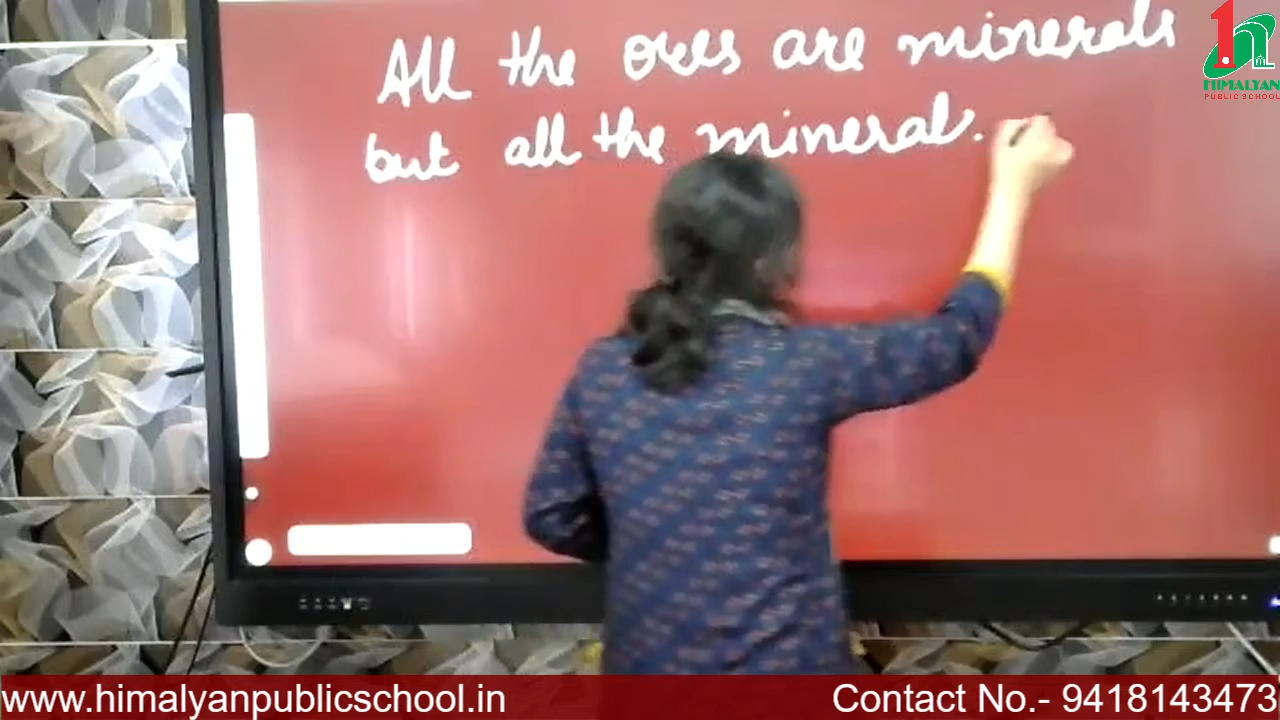 All the ores are minerals
but all the mineral.
HIMALYAN
PUBLIC SCHOOL
www.himalyanpublicschool.in
Contact No.- 9418143473